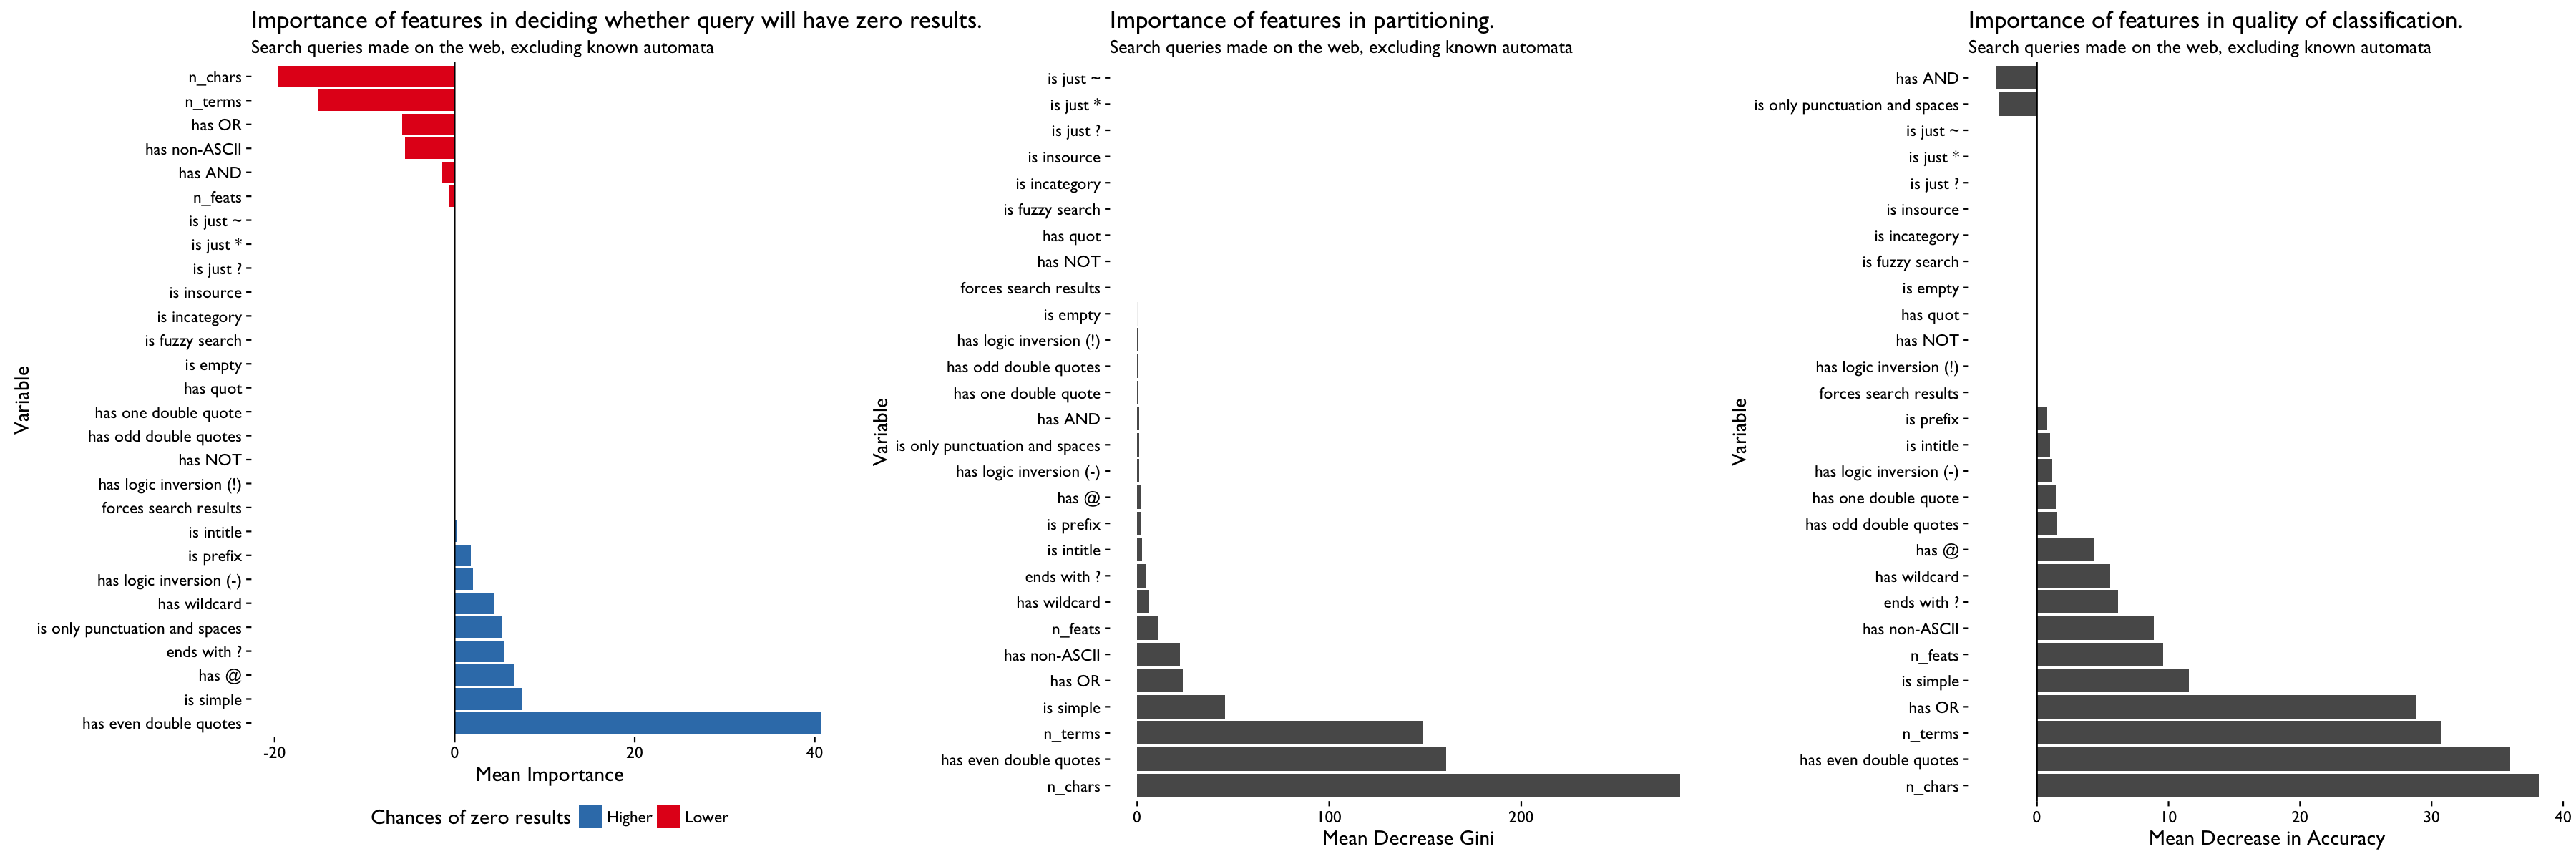 Importance of features in deciding whether query will have zero results.
Search queries made on the web, excluding known automata
Variable
n_chars
n_terms
has OR
has non-ASCII
has AND
n_feats
is just ~
is just *
is just ?
is insource
is incategory
is fuzzy search
is empty
has quot
has one double quote
has odd double quotes
has NOT
has logic inversion (!)
forces search results
is intitle
is prefix
has logic inversion (-)
has wildcard
is only punctuation and spaces
ends with ?
has @
is simple
has even double quotes
-20 0 20 40
Mean Importance
Chances of zero results Higher Lower
Importance of features in partitioning.
Search queries made on the web, excluding known automata
Variable
is just ~
is just *
is just ?
is insource
is incategory
is fuzzy search
has quot
has NOT
forces search results
is empty
has logic inversion (!)
has odd double quotes
has one double quote
has AND
is only punctuation and spaces
has logic inversion (-)
has @
is prefix
is intitle
ends with ?
has wildcard
n_feats
has non-ASCII
has OR
is simple
n_terms
has even double quotes
n_chars
0 100 200
Mean Decrease Gini
Importance of features in quality of classification.
Search queries made on the web, excluding known automata
Variable
has AND
is only punctuation and spaces
is just ~
is just *
is just ?
is insource
is incategory
is fuzzy search
is empty
has quot
has NOT
has logic inversion (!)
forces search results
is prefix
is intitle
has logic inversion (-)
has one double quote
has odd double quotes
has @
has wildcard
ends with ?
has non-ASCII
n_feats
is simple
has OR
n_terms
has even double quotes
n_chars
0 10 20 30 40
Mean Decrease in Accuracy